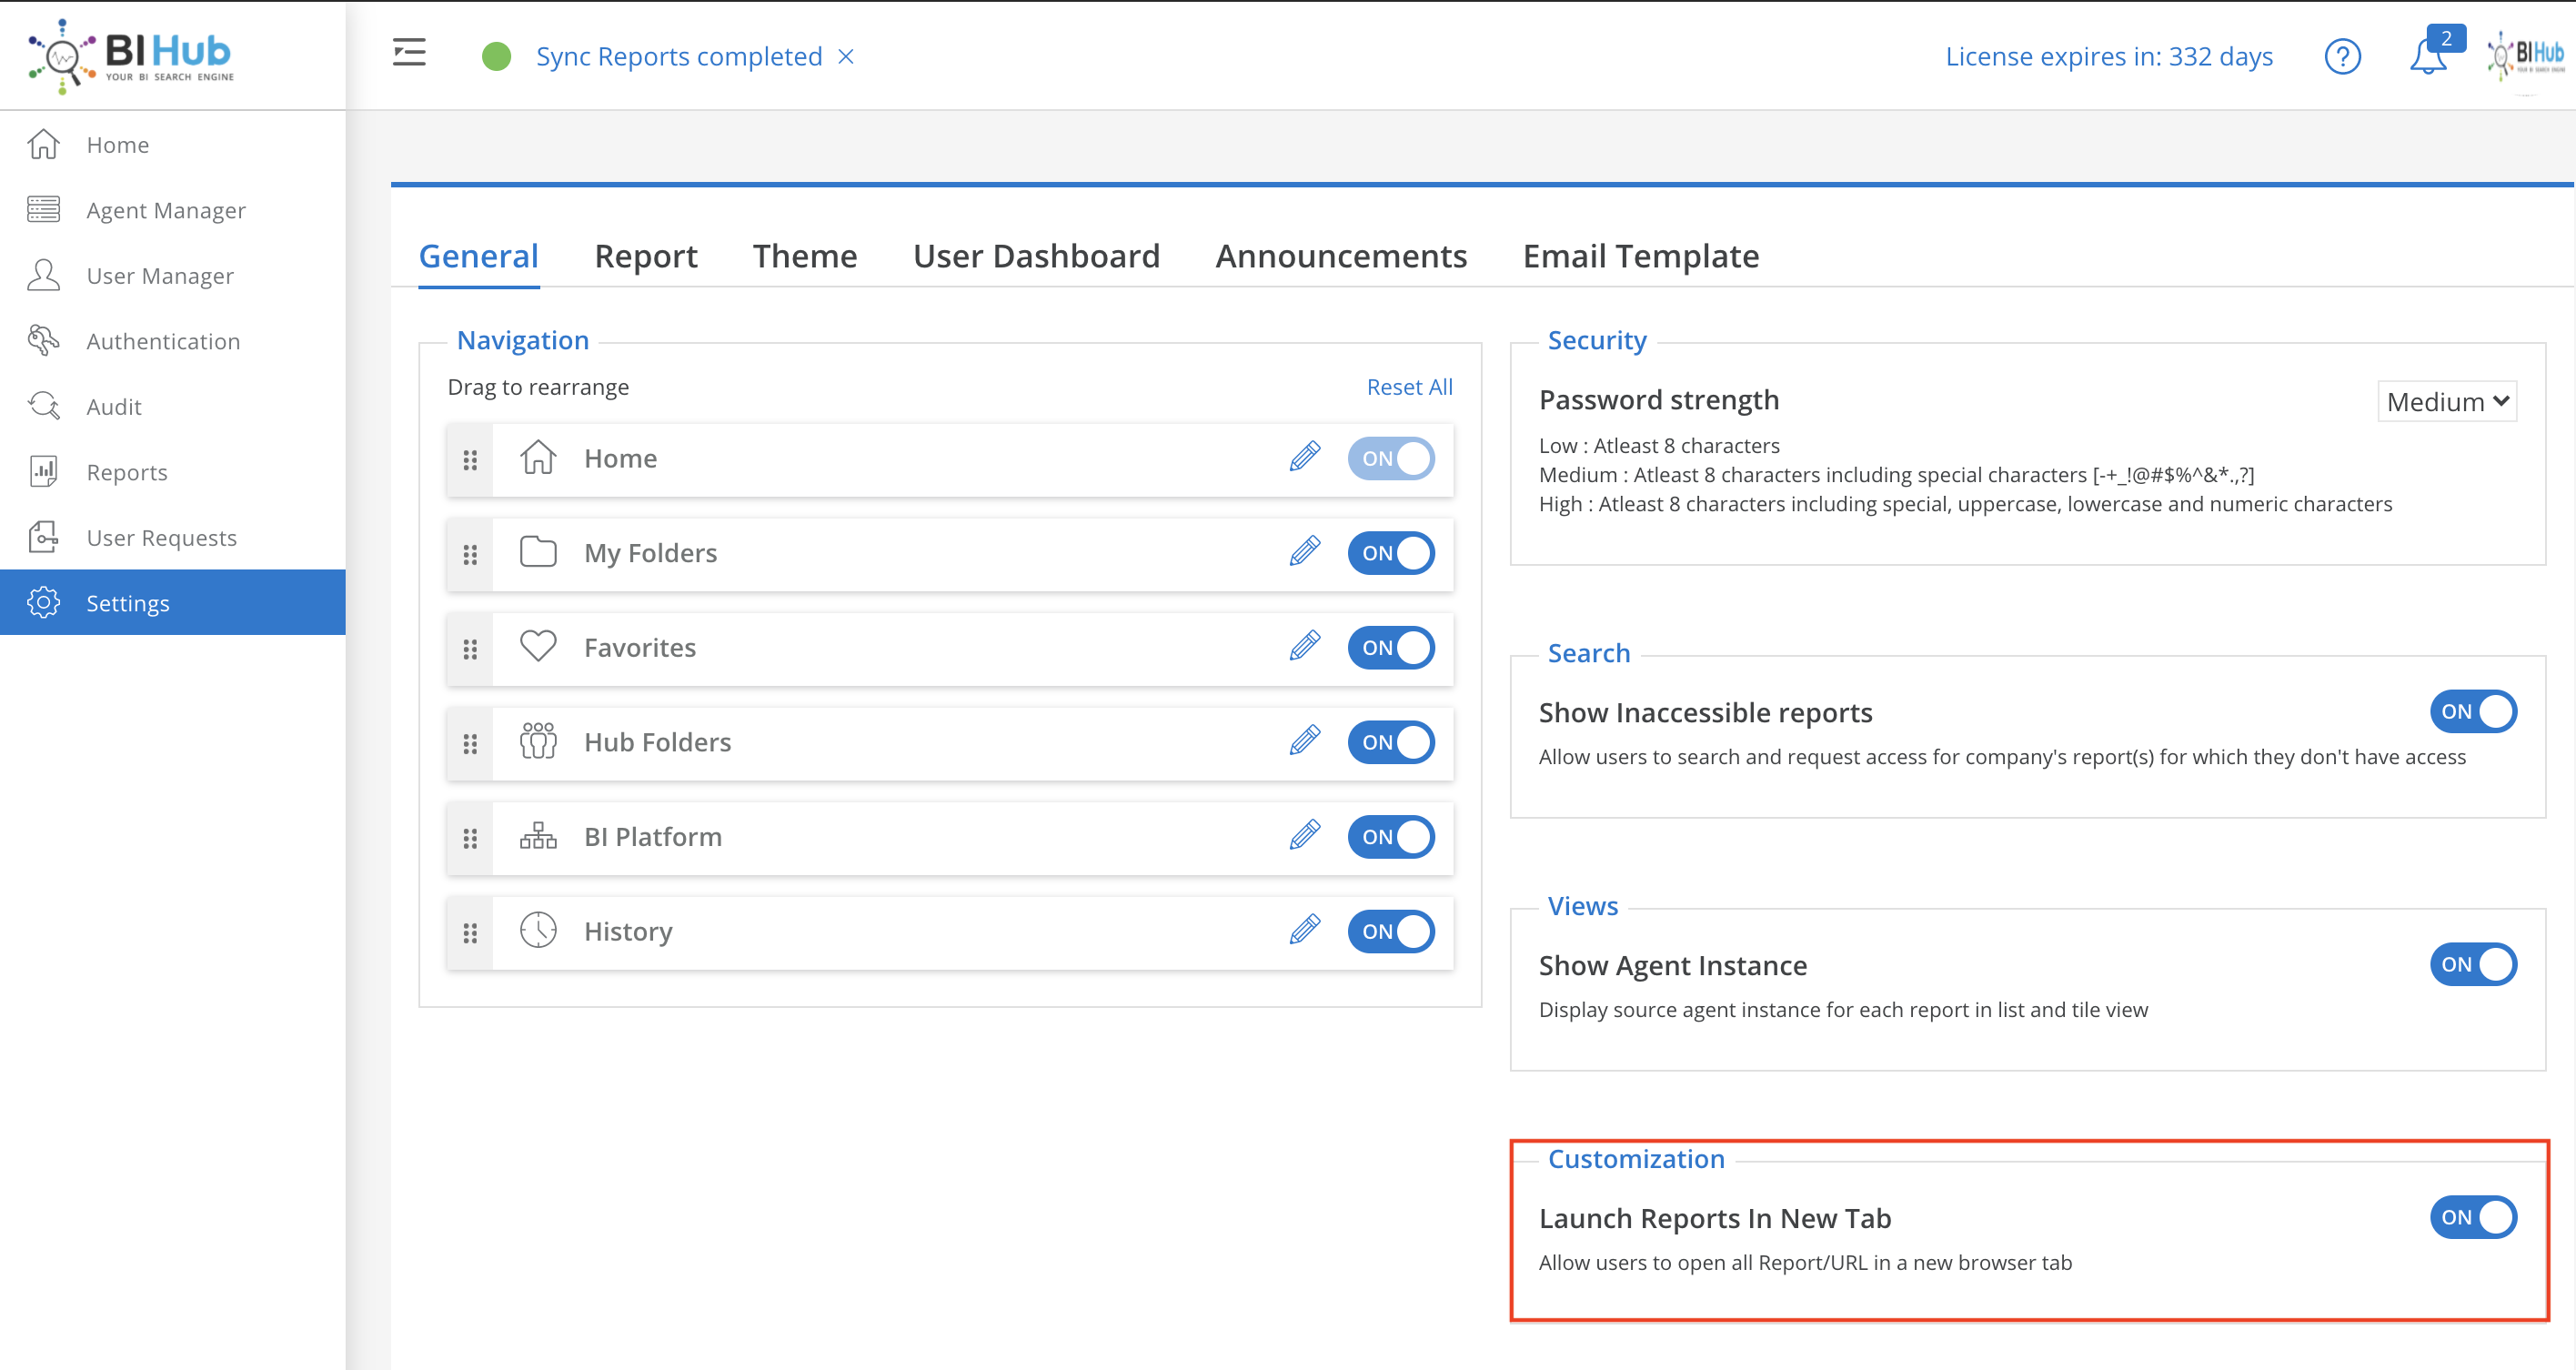 BI Hub
YOUR BI SEARCH ENGINE
Sync Reports completed ×
License expires in: 332 days
?
2
BI Hub
Home
Agent Manager
User Manager
Authentication
Audit
Reports
User Requests
Settings
General
Report
Theme
User Dashboard
Announcements
Email Template
Navigation
Drag to rearrange
Reset All
Home
ON
My Folders
ON
Favorites
ON
Hub Folders
ON
BI Platform
ON
History
ON
Security
Password strength
Medium
Low : Atleast 8 characters
Medium : Atleast 8 characters including special characters [-+_!@#$%^&*.,?]
High : Atleast 8 characters including special, uppercase, lowercase and numeric characters
Search
Show Inaccessible reports
ON
Allow users to search and request access for company's report(s) for which they don't have access
Views
Show Agent Instance
ON
Display source agent instance for each report in list and tile view
Customization
Launch Reports In New Tab
ON
Allow users to open all Report/URL in a new browser tab